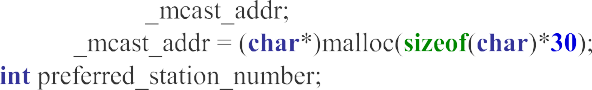 _mcast_addr;
_mcast_addr = (char*)malloc(sizeof(char)*30);
int preferred_station_number;